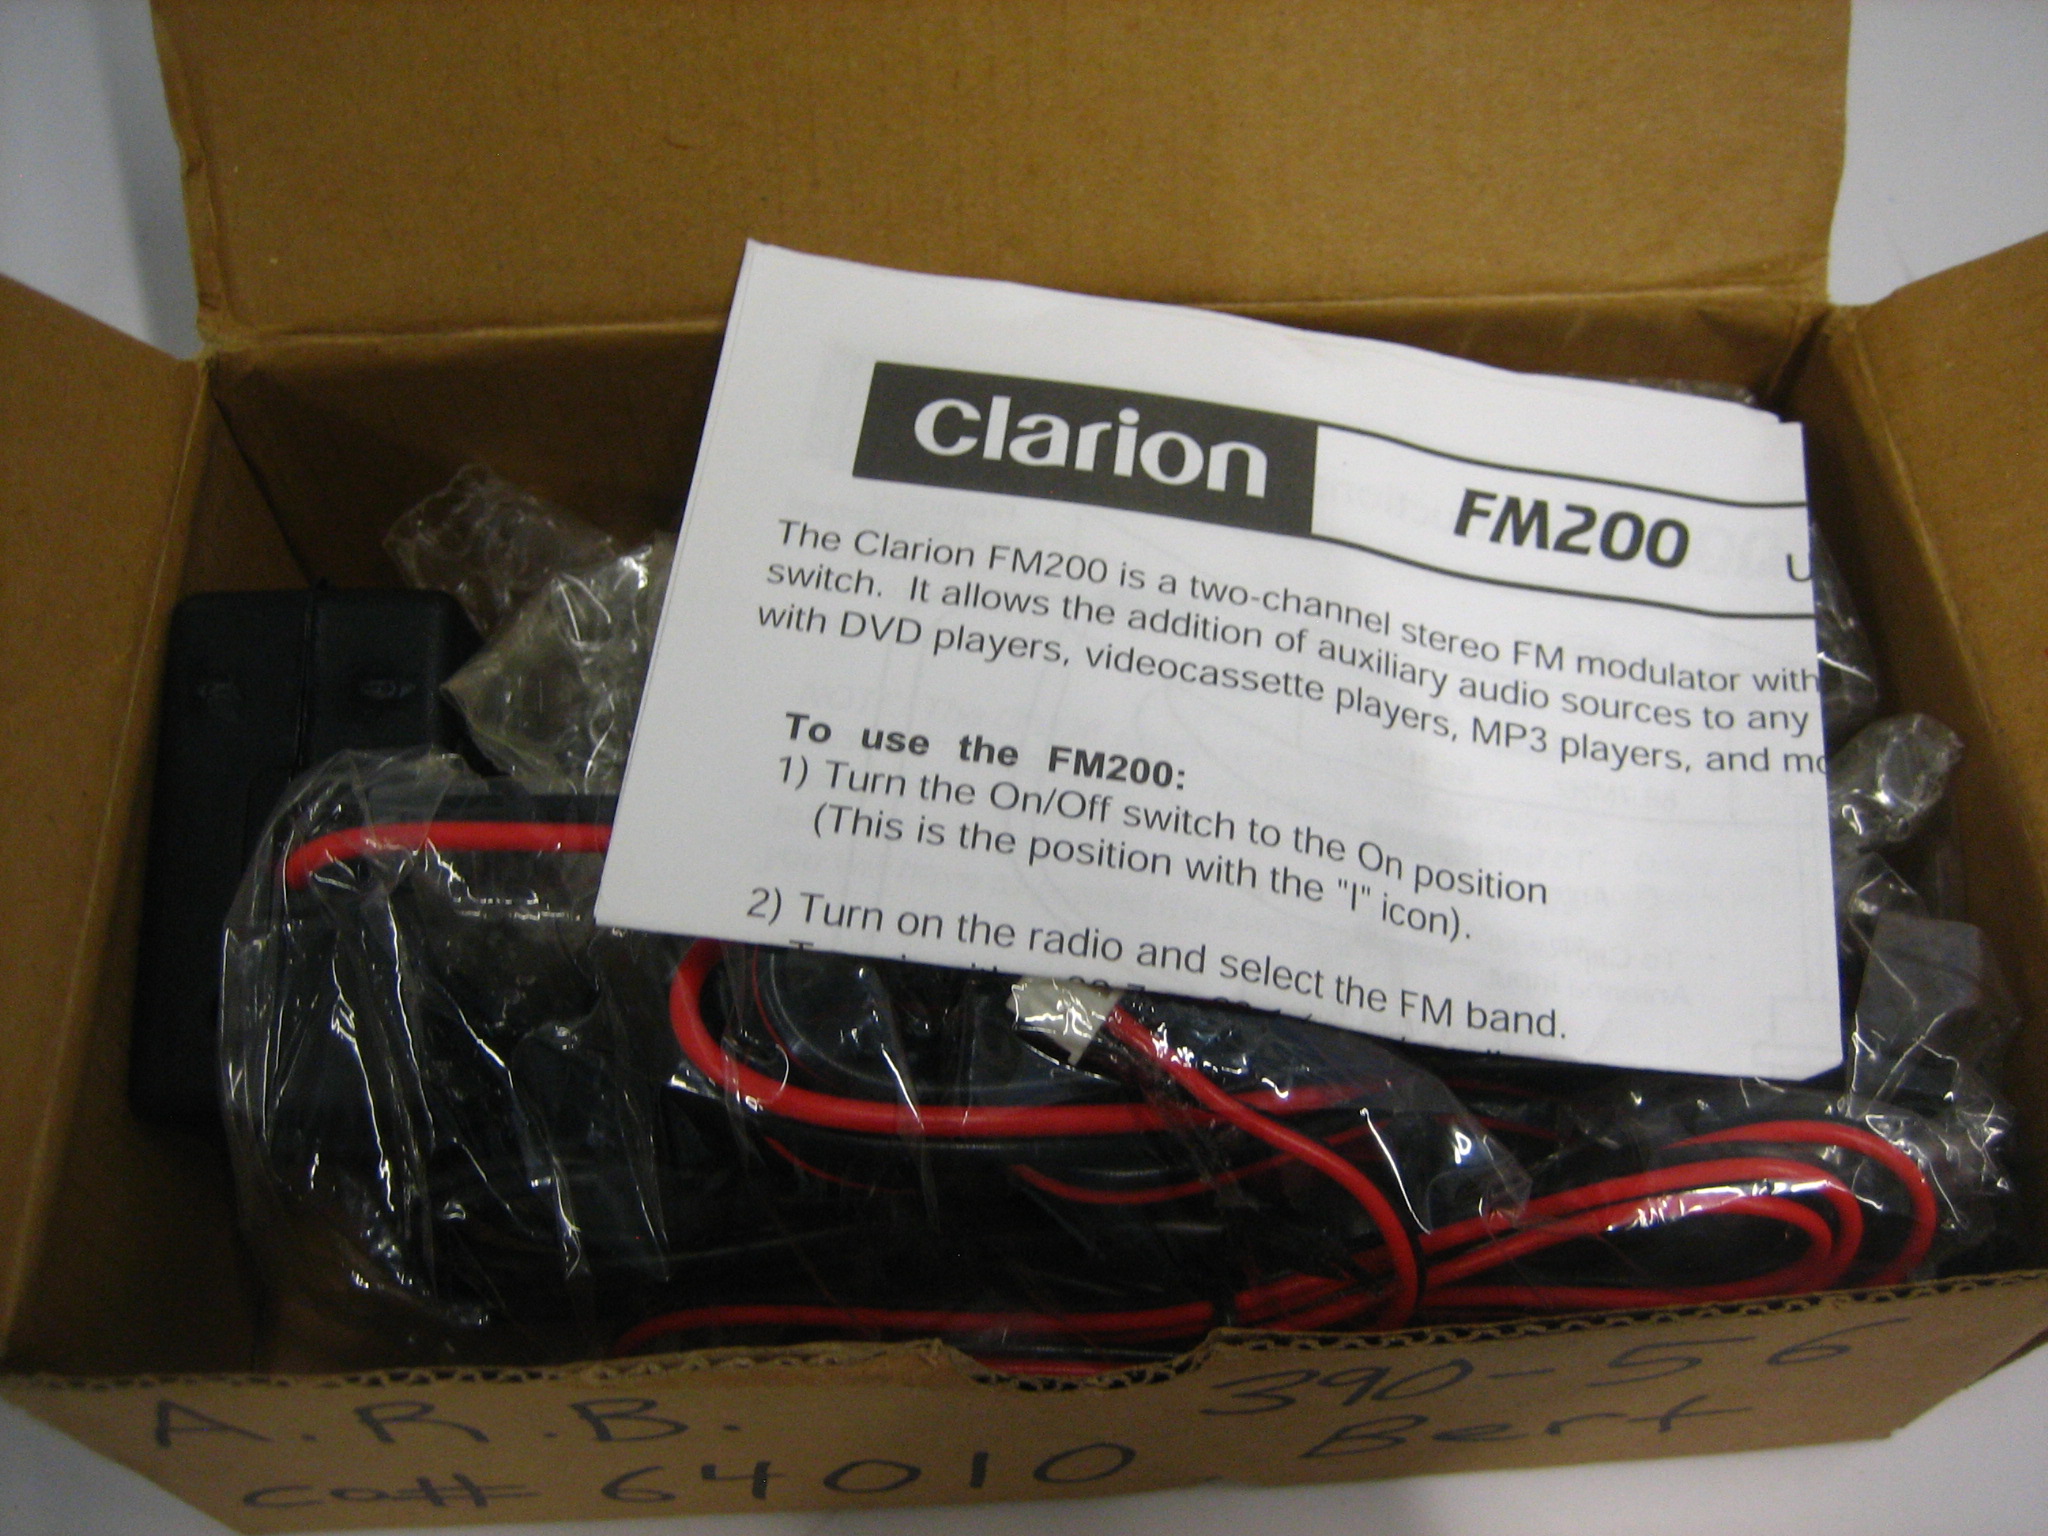 clarion FM200
The Clarion FM200 is a two-channel stereo FM modulator with
switch. It allows the addition of auxiliary audio sources to any
with DVD players, videocassette players, MP3 players, and mo
To use the FM200:
1) Turn the On/Off switch to the On position
(This is the position with the "I" icon).
2) Turn on the radio and select the FM band.
A.R.B. 390-56
cat# 64010 Bert